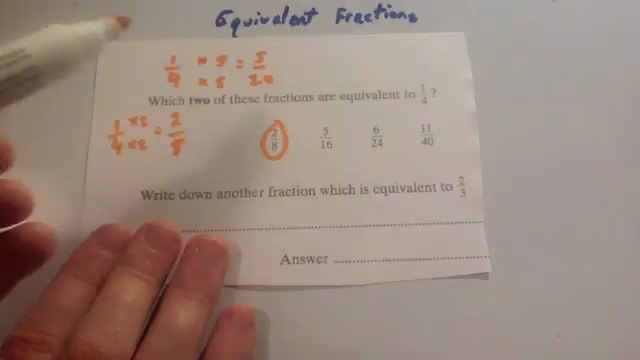 Equivalent Fractions
1/4 ×5 ×5 = 5/20
Which two of these fractions are equivalent to 1/4 ?
1/4 ×2 ×2 = 2/8
2/8 5/16 6/24 11/40
Write down another fraction which is equivalent to 2/3
Answer